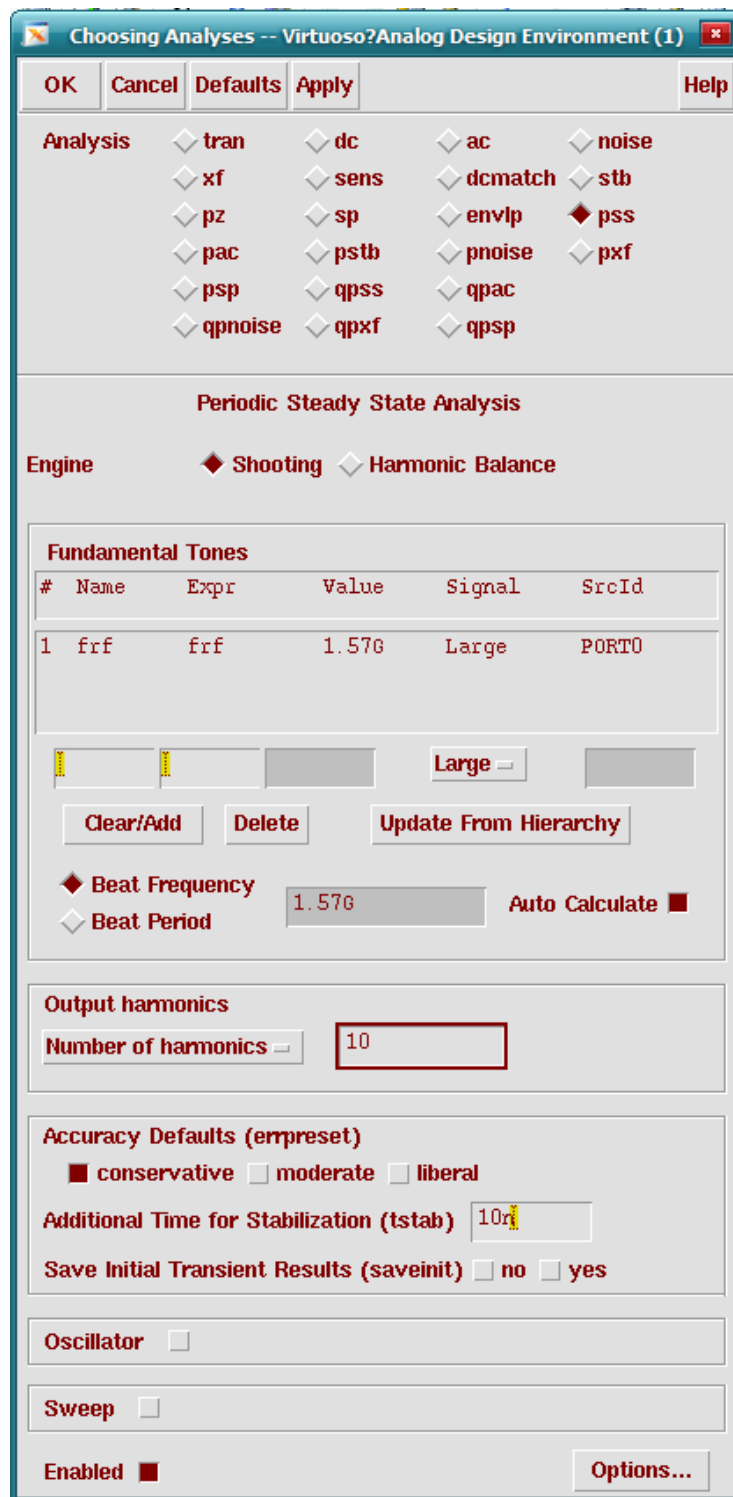 Choosing Analyses -- Virtuoso?Analog Design Environment (1)
OK Cancel Defaults Apply Help
Analysis tran dc ac noise
xf sens dcmatch stb
pz sp envlp pss
pac pstb pnoise pxf
psp qpss qpac
qpnoise qpxf qpsp
Periodic Steady State Analysis
Engine Shooting Harmonic Balance
Fundamental Tones
# Name Expr Value Signal SrcId
1 frf frf 1.57G Large PORT0
Large
Clear/Add Delete Update From Hierarchy
Beat Frequency
Beat Period
1.57G Auto Calculate
Output harmonics
Number of harmonics 10
Accuracy Defaults (errpreset)
conservative moderate liberal
Additional Time for Stabilization (tstab) 10n
Save Initial Transient Results (saveinit) no yes
Oscillator
Sweep
Enabled Options...